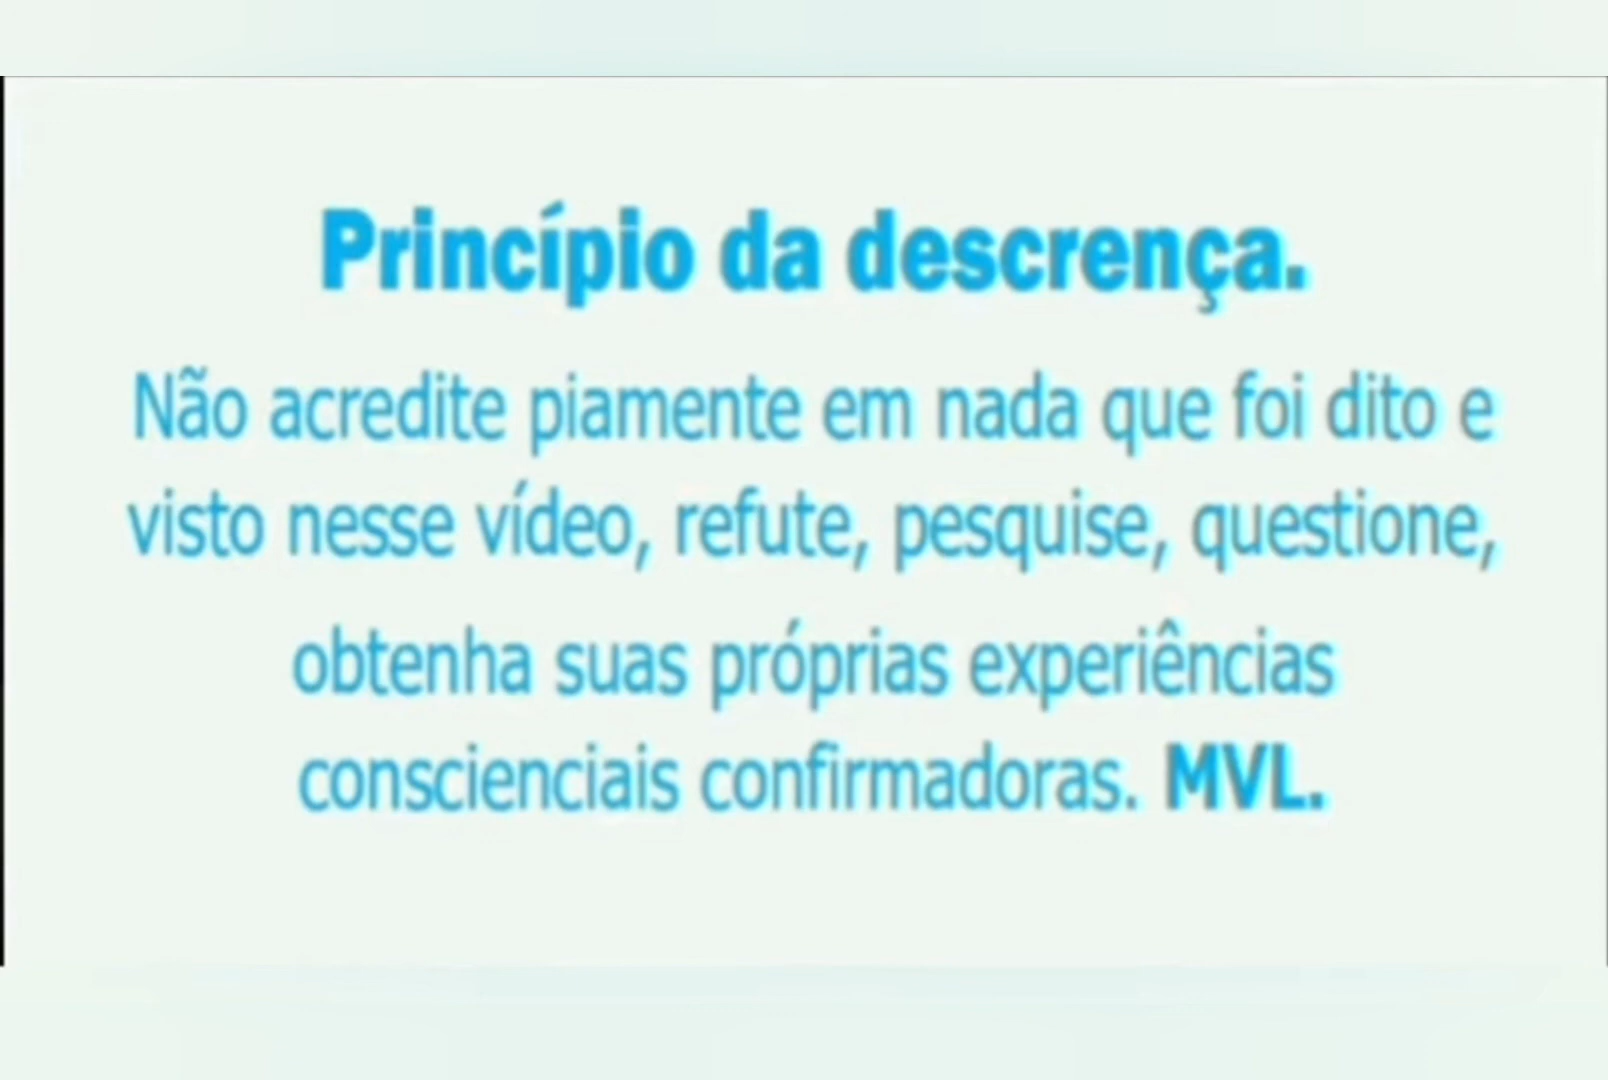 Princípio da descrença.
Não acredite piamente em nada que foi dito e
visto nesse vídeo, refute, pesquise, questione,
obtenha suas próprias experiências
conscienciais confirmadoras. MVL.